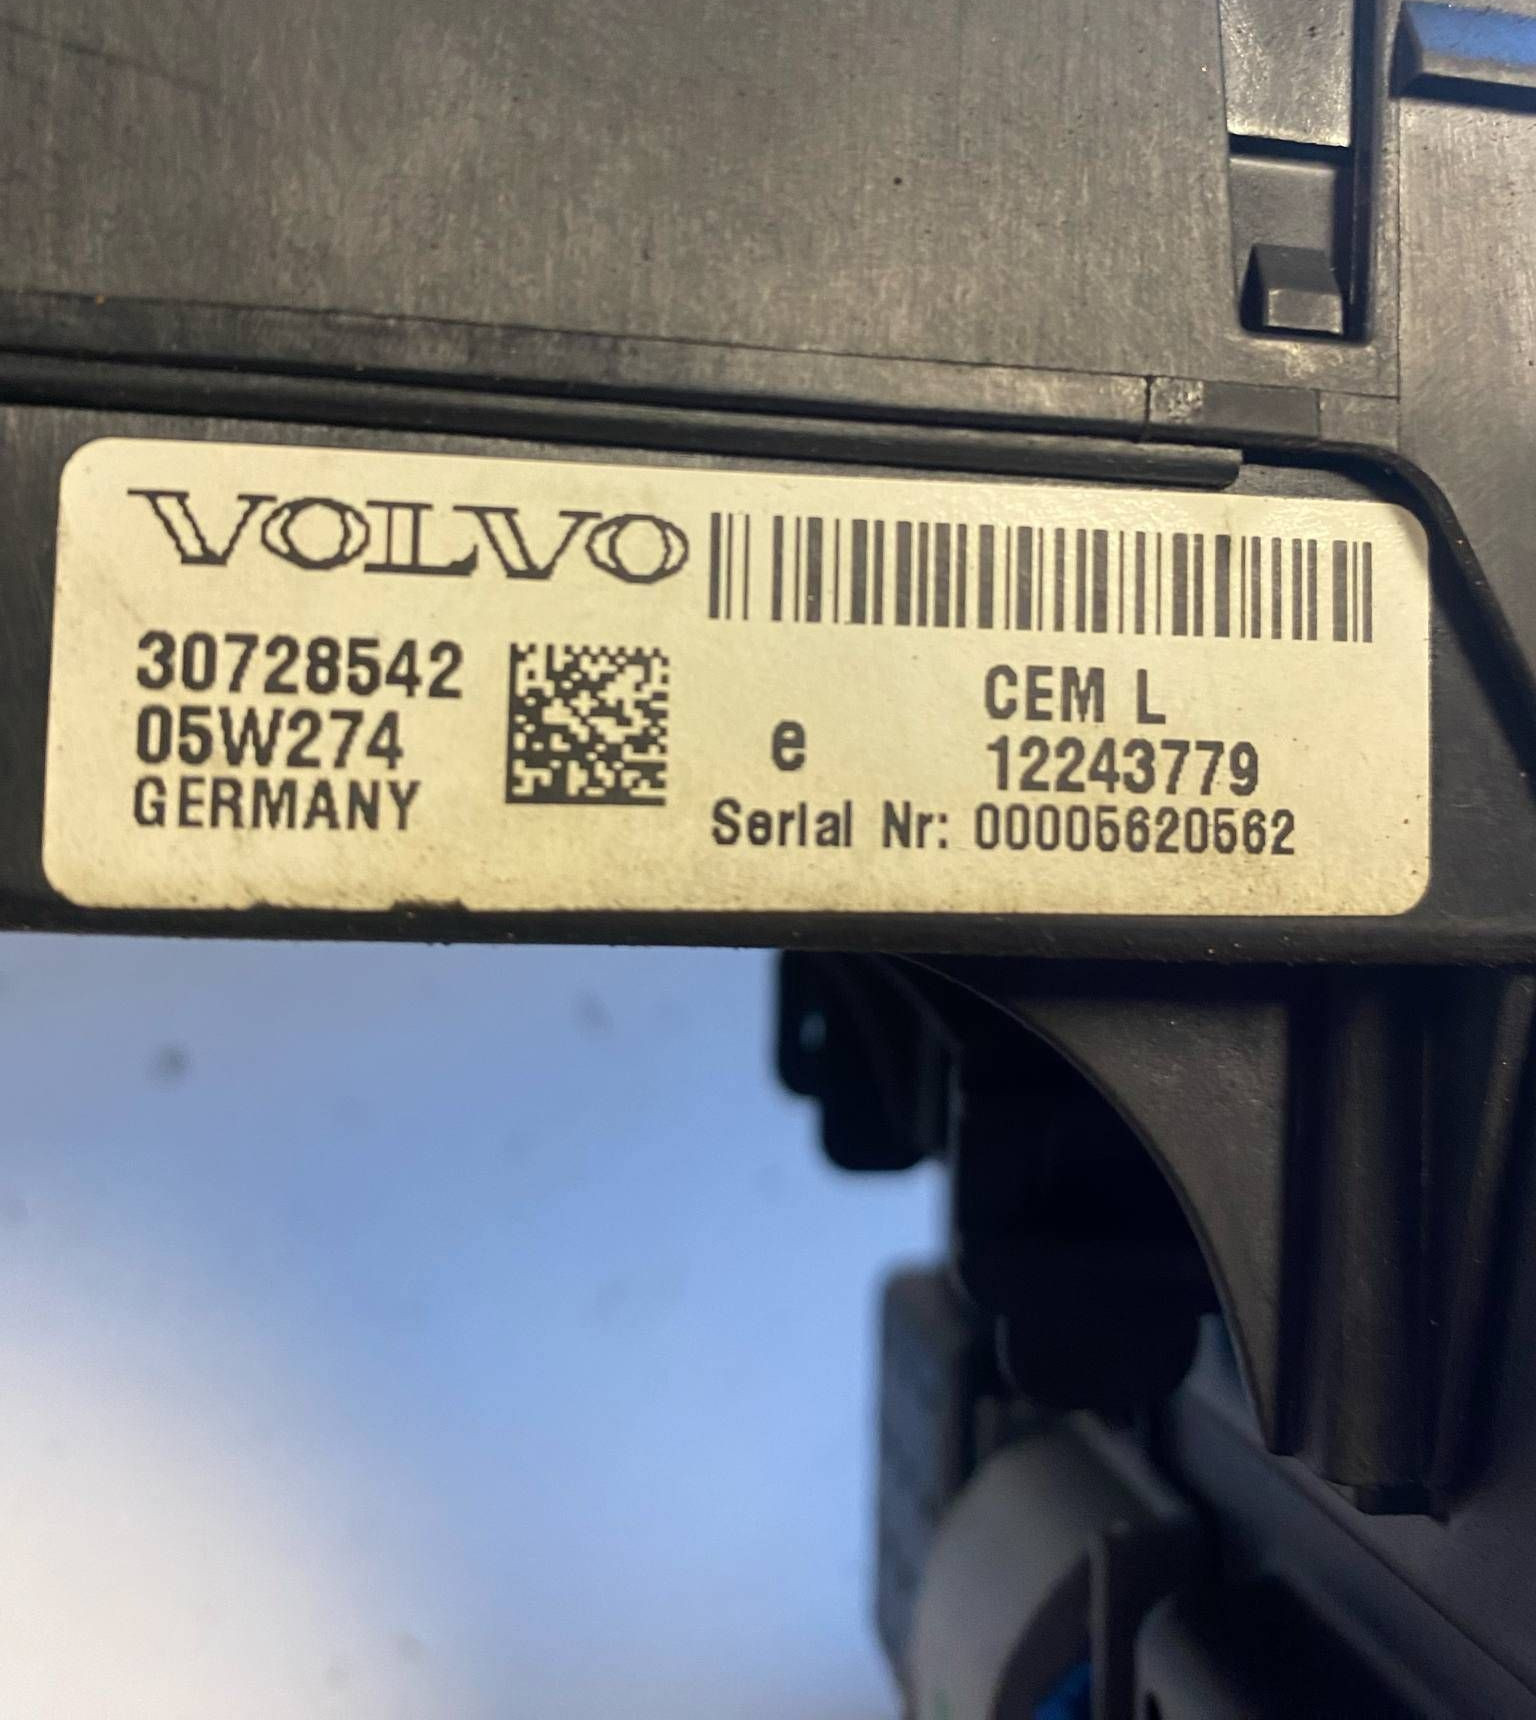 VOLVO
30728542
05W274
GERMANY
e
CEM L
12243779
Serial Nr: 00005620562